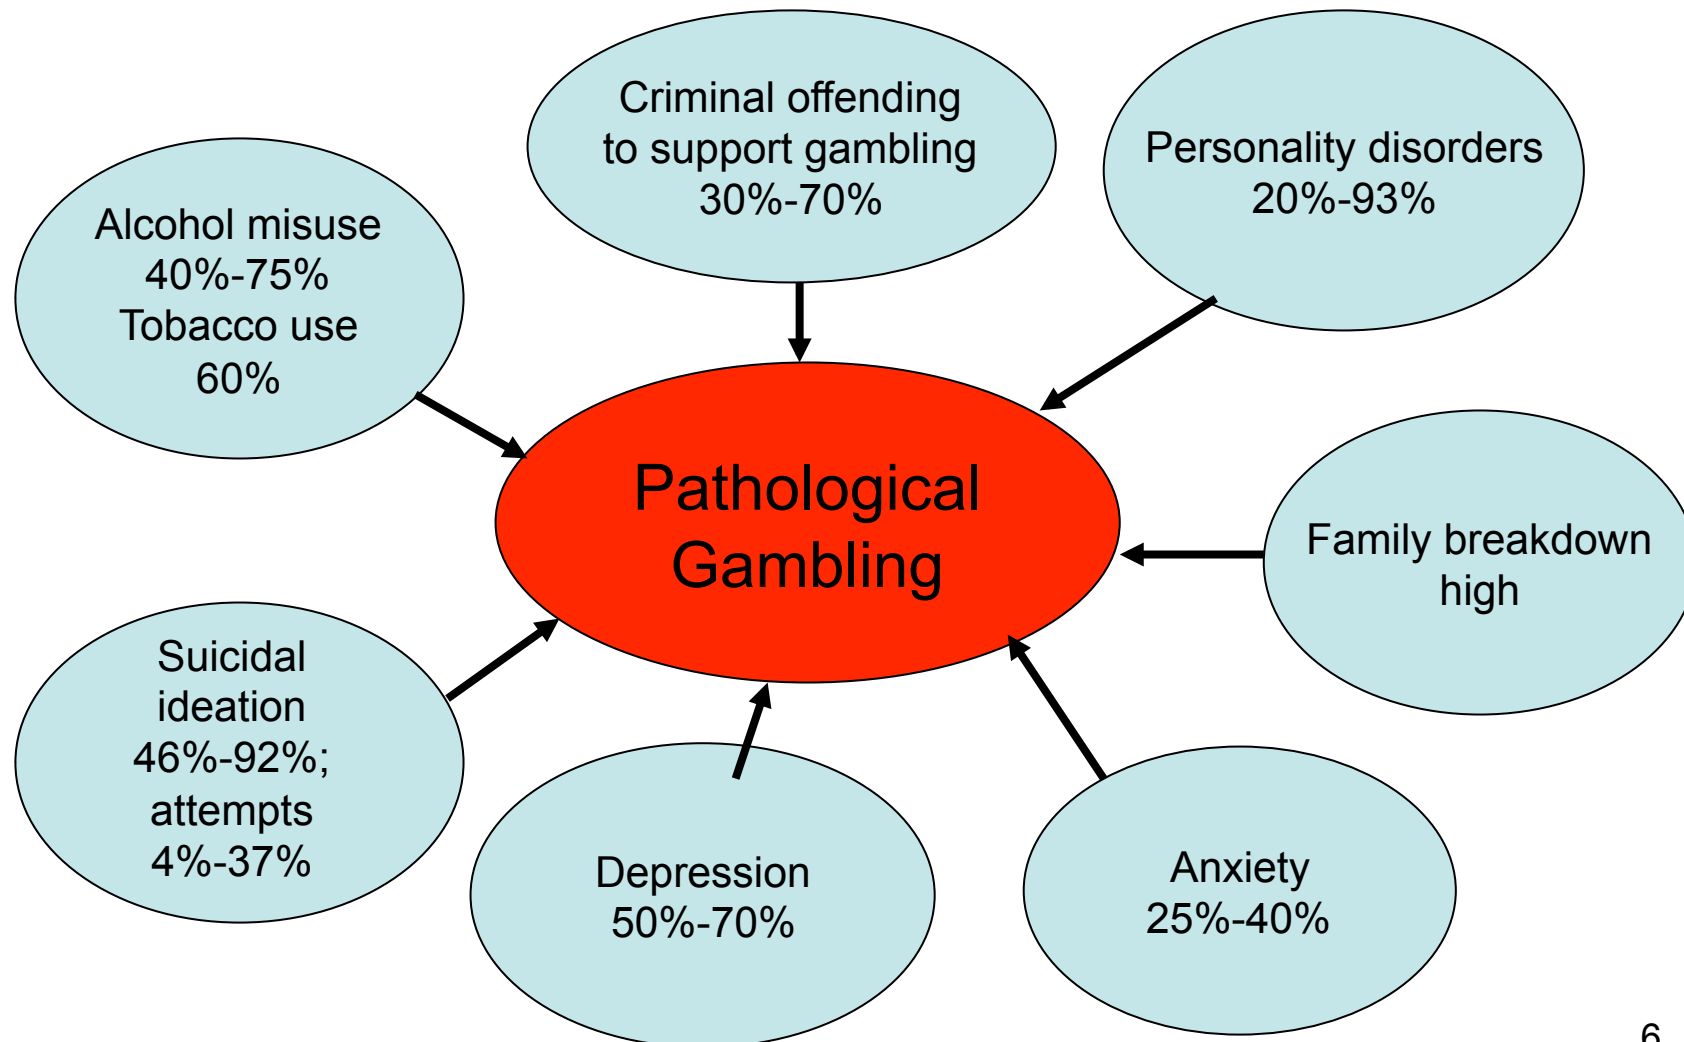 Criminal offending
to support gambling
30%-70%
Personality disorders
20%-93%
Alcohol misuse
40%-75%
Tobacco use
60%
Pathological
Gambling
Family breakdown
high
Suicidal
ideation
46%-92%;
attempts
4%-37%
Depression
50%-70%
Anxiety
25%-40%
6